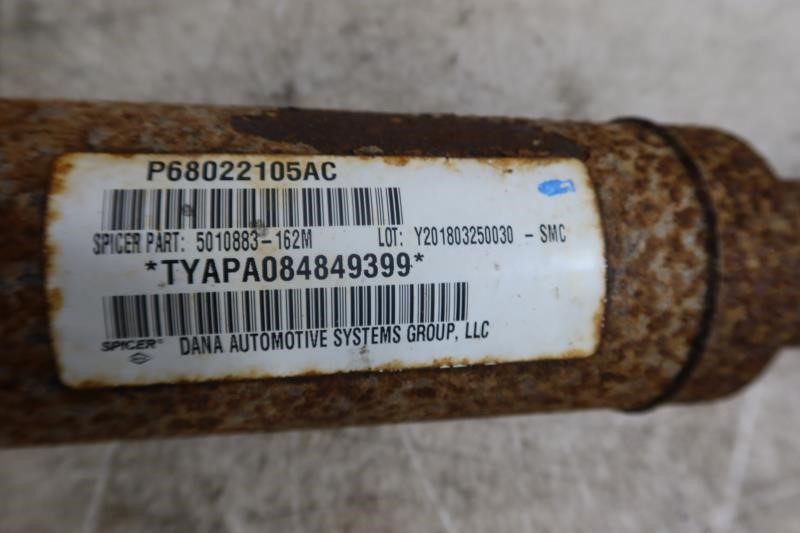 P68022105AC
SPICER PART: 5010883-162M LOT: Y201803250030 - SMC
*TYAPA084849399*
SPICER® DANA AUTOMOTIVE SYSTEMS GROUP, LLC